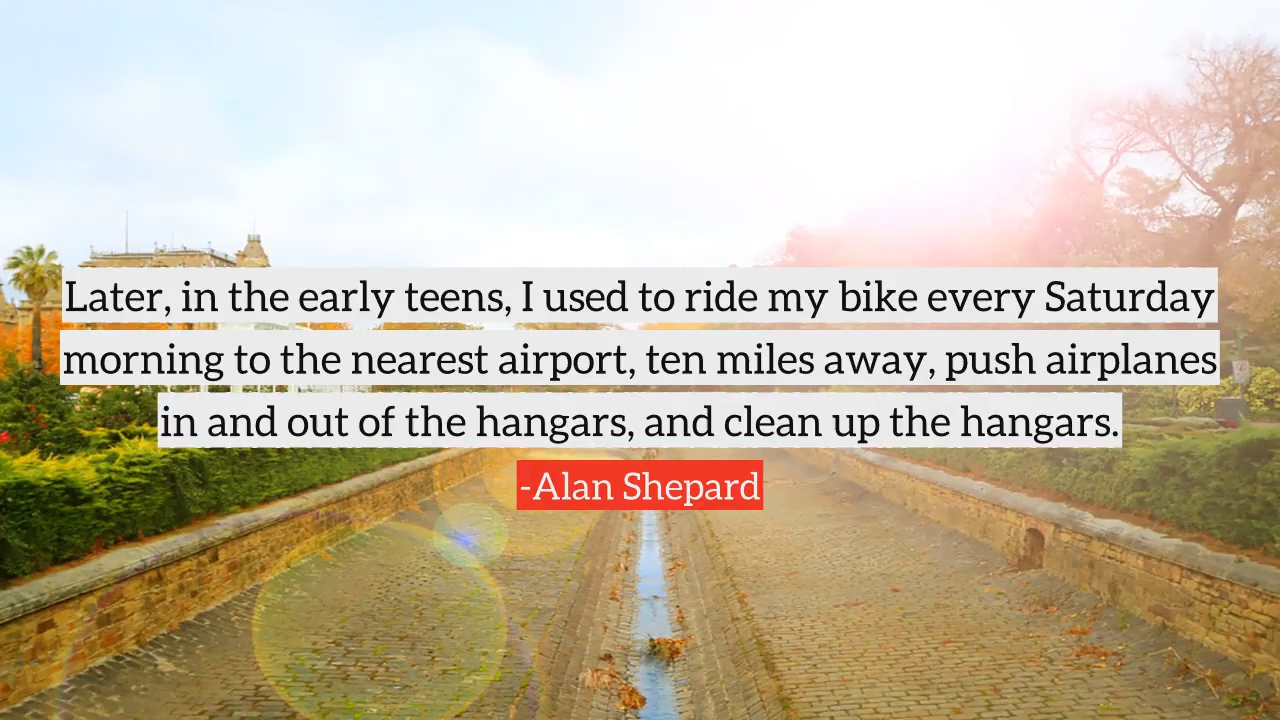 Later, in the early teens, I used to ride my bike every Saturday
morning to the nearest airport, ten miles away, push airplanes
in and out of the hangars, and clean up the hangars.
-Alan Shepard